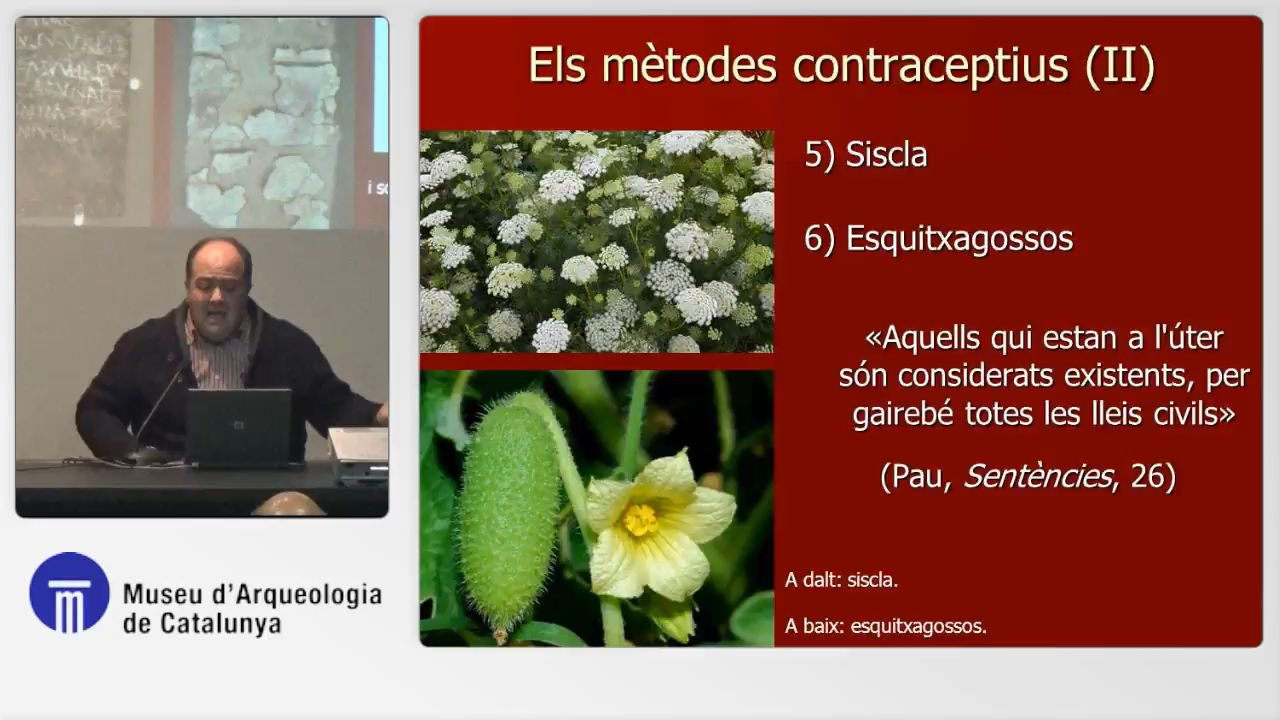 i so
Museu d'Arqueologia
de Catalunya
Els mètodes contraceptius (II)
5) Siscla
6) Esquitxagossos
«Aquells qui estan a l'úter
són considerats existents, per
gairebé totes les lleis civils»
(Pau, Sentències, 26)
A dalt: siscla.
A baix: esquitxagossos.